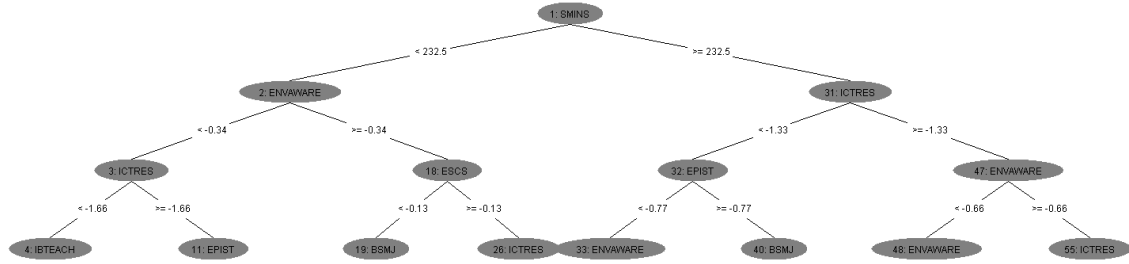 1: SMINS
< 232.5
>= 232.5
2: ENVAWARE
31: ICTRES
< -0.34
>= -0.34
< -1.33
>= -1.33
3: ICTRES
18: ESCS
32: EPIST
47: ENVAWARE
< -1.66
>= -1.66
< -0.13
>= -0.13
< -0.77
>= -0.77
< -0.66
>= -0.66
4: IBTEACH
11: EPIST
19: BSMJ
26: ICTRES
33: ENVAWARE
40: BSMJ
48: ENVAWARE
55: ICTRES